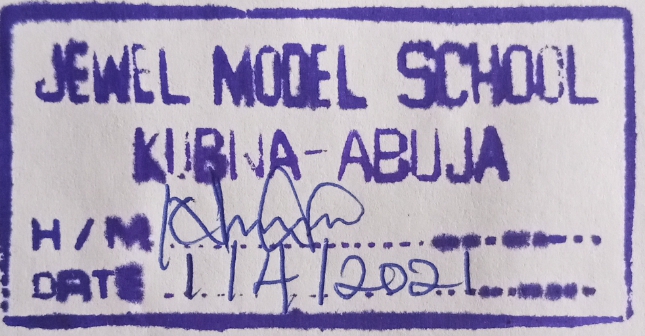 JEWEL MODEL SCHOOL
KUBWA-ABUJA
H/M
DATE 1/4/2021